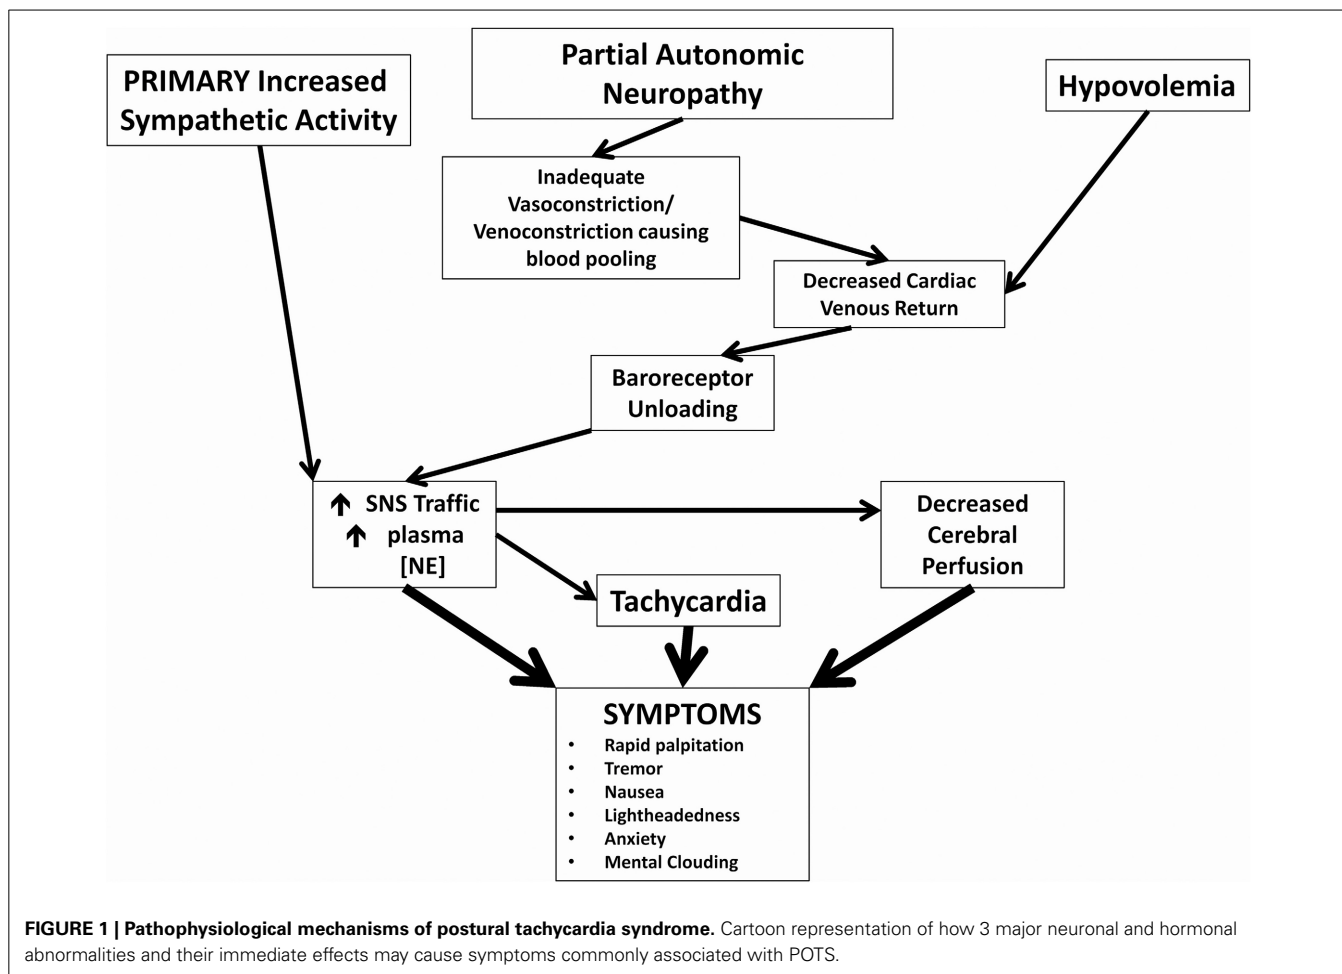 PRIMARY Increased
Sympathetic Activity
Partial Autonomic
Neuropathy
Hypovolemia
Inadequate
Vasoconstriction/
Venoconstriction causing
blood pooling
Decreased Cardiac
Venous Return
Baroreceptor
Unloading
↑ SNS Traffic
↑ plasma
[NE]
Decreased
Cerebral
Perfusion
Tachycardia
SYMPTOMS
• Rapid palpitation
• Tremor
• Nausea
• Lightheadedness
• Anxiety
• Mental Clouding
FIGURE 1 | Pathophysiological mechanisms of postural tachycardia syndrome. Cartoon representation of how 3 major neuronal and hormonal
abnormalities and their immediate effects may cause symptoms commonly associated with POTS.